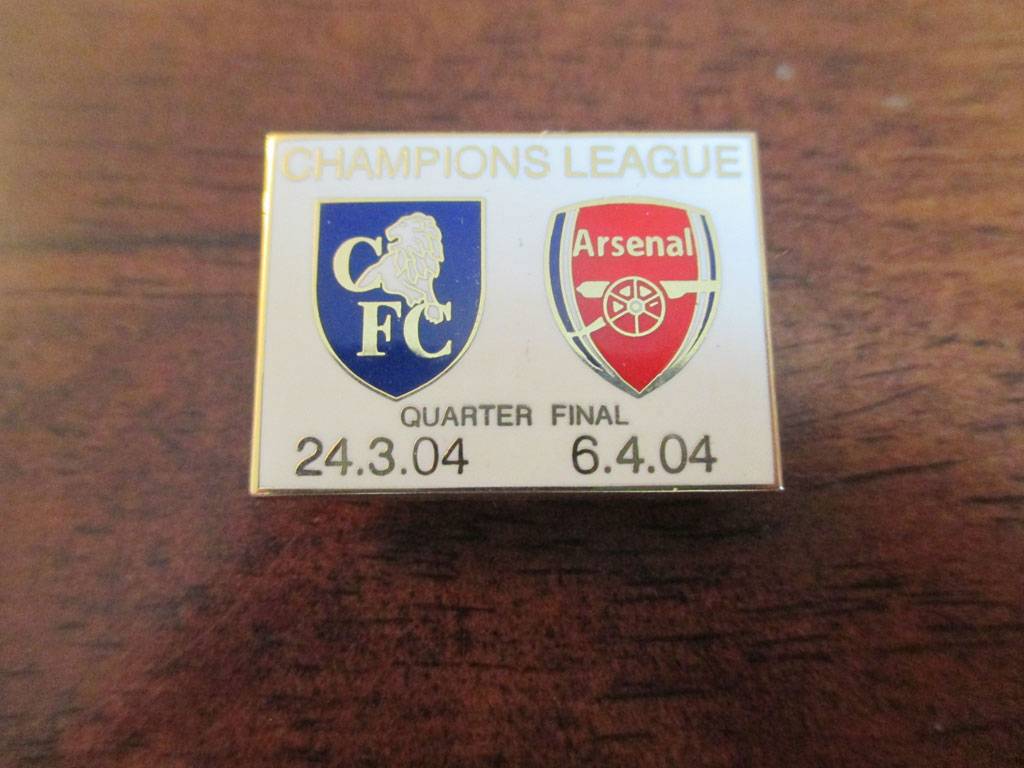 CHAMPIONS LEAGUE
C
FC
Arsenal
QUARTER FINAL
24.3.04 6.4.04